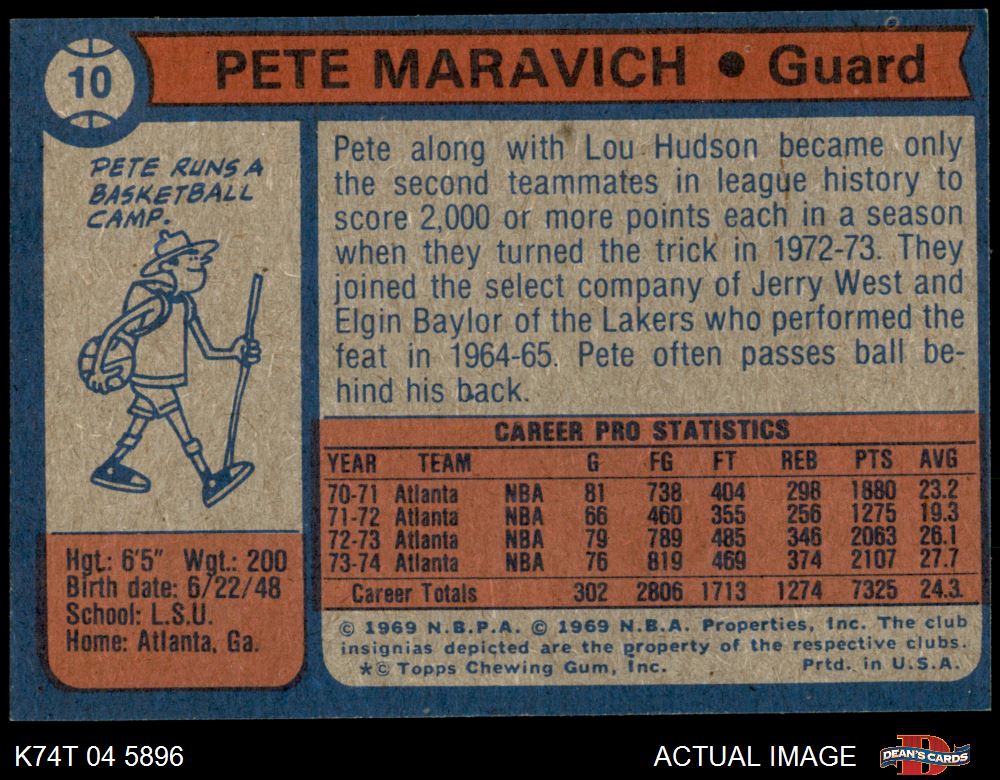 10
PETE MARAVICH ● Guard
PETE RUNS A
BASKETBALL
CAMP.
Pete along with Lou Hudson became only
the second teammates in league history to
score 2,000 or more points each in a season
when they turned the trick in 1972-73. They
joined the select company of Jerry West and
Elgin Baylor of the Lakers who performed the
feat in 1964-65. Pete often passes ball be-
hind his back.
Hgt.: 6'5" Wgt.: 200
Birth date: 6/22/48
School: L.S.U.
Home: Atlanta, Ga.
CAREER PRO STATISTICS
YEAR TEAM G FG FT REB PTS AVG
70-71 Atlanta NBA 81 738 404 298 1880 23.2
71-72 Atlanta NBA 66 460 355 256 1275 19.3
72-73 Atlanta NBA 79 789 485 346 2063 26.1
73-74 Atlanta NBA 76 819 469 374 2107 27.7
Career Totals 302 2806 1713 1274 7325 24.3
© 1969 N.B.P.A. © 1969 N.B.A. Properties, Inc. The club
insignias depicted are the property of the respective clubs.
*© Topps Chewing Gum, Inc. Prtd. in U.S.A.
K74T 04 5896
ACTUAL IMAGE
D
DEAN'S CARDS